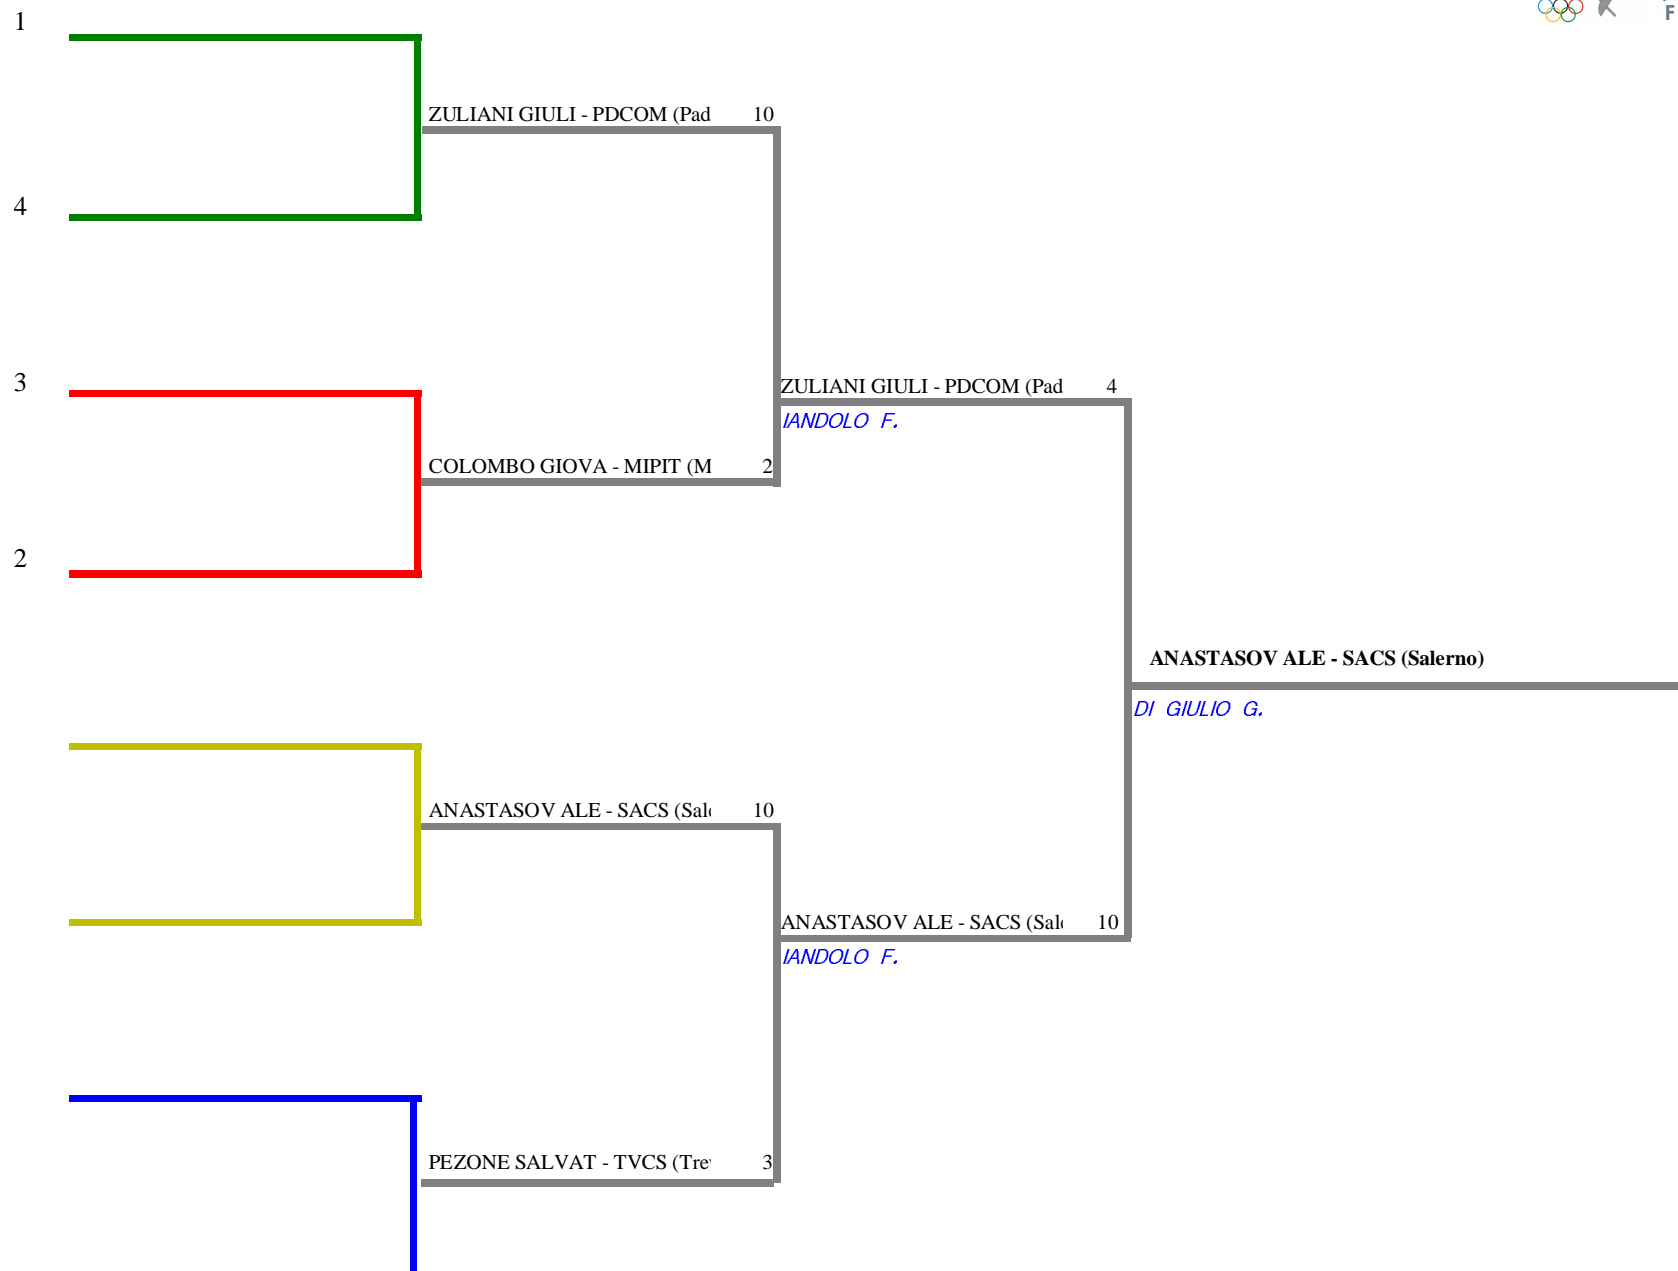 1
F
ZULIANI GIULI - PDCOM (Pad 10
4
3
ZULIANI GIULI - PDCOM (Pad 4
IANDOLO F.
COLOMBO GIOVA - MIPIT (M 2
2
ANASTASOV ALE - SACS (Salerno)
DI GIULIO G.
ANASTASOV ALE - SACS (Sal 10
ANASTASOV ALE - SACS (Sal 10
IANDOLO F.
PEZONE SALVAT - TVCS (Tre 3